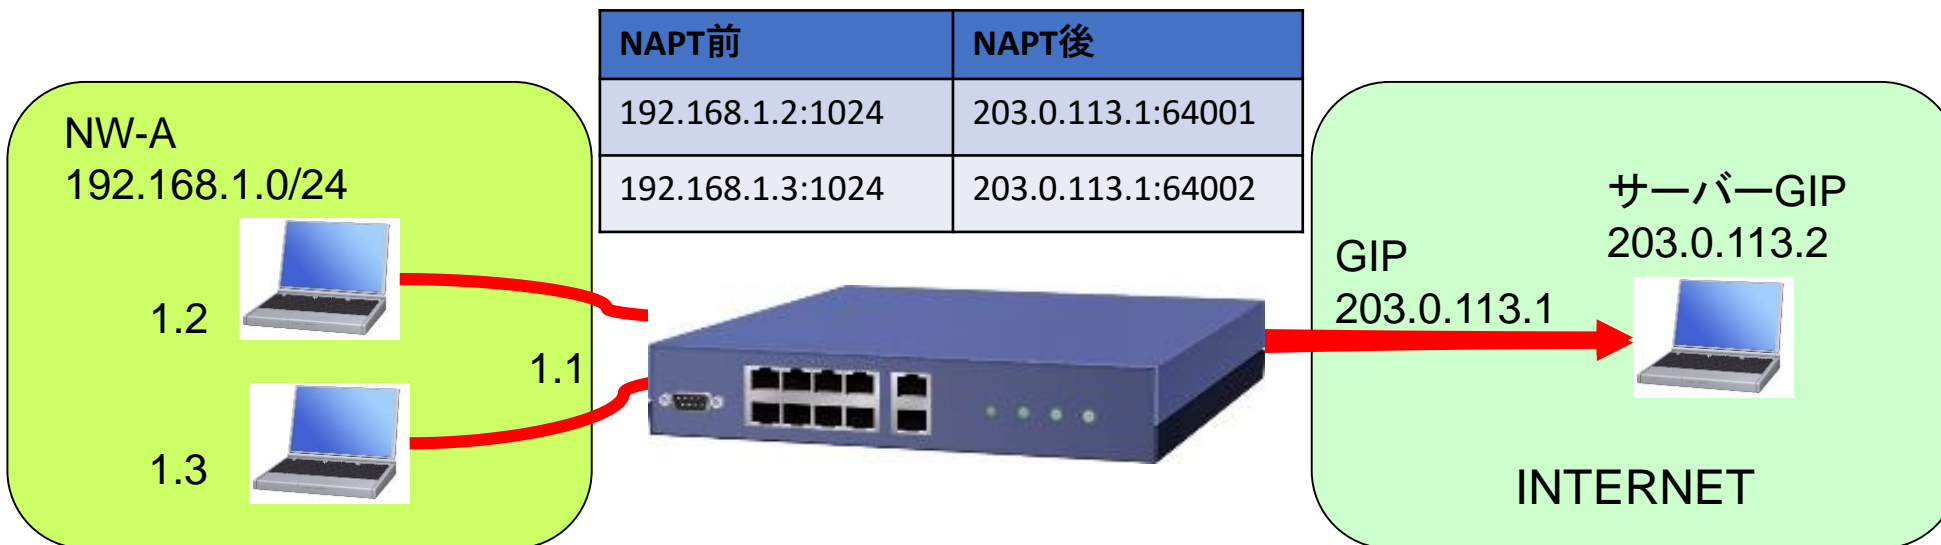 NAPT前 NAPT後
192.168.1.2:1024 203.0.113.1:64001
192.168.1.3:1024 203.0.113.1:64002
NW-A
192.168.1.0/24
1.2
1.1
1.3
GIP
203.0.113.1
サーバーGIP
203.0.113.2
INTERNET